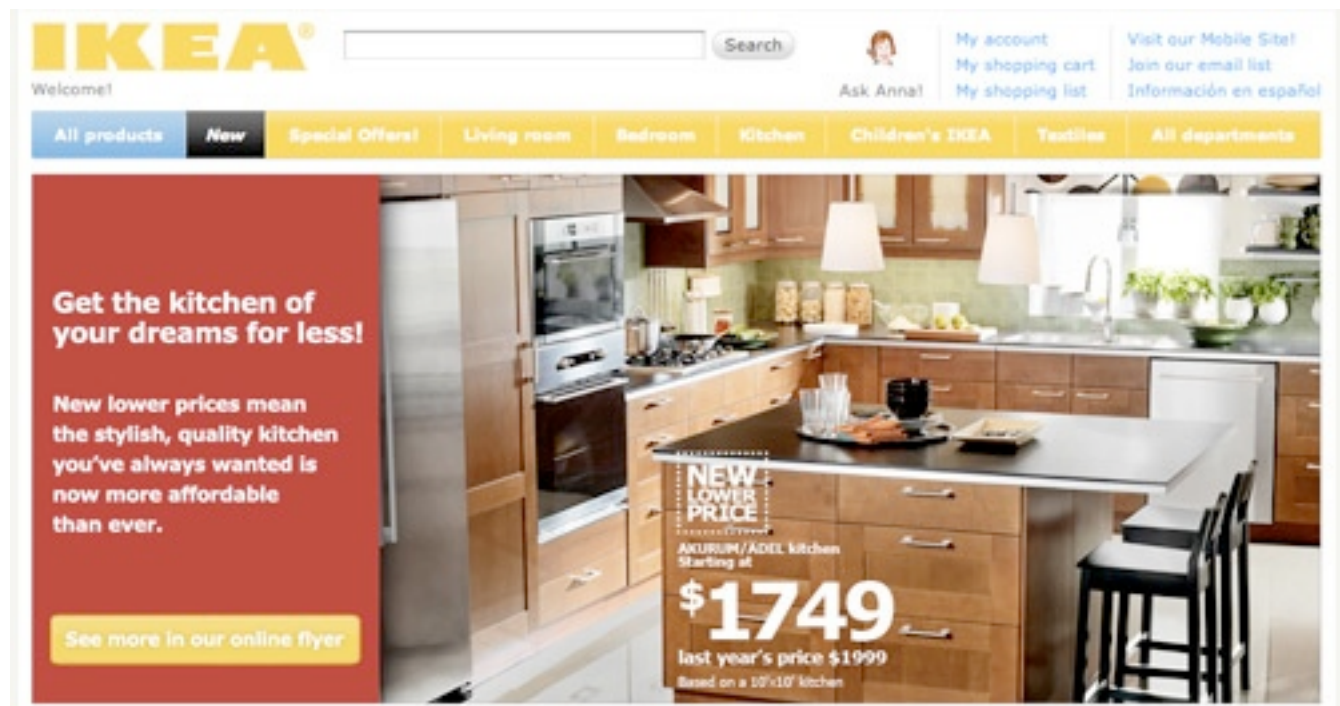 IKEA®
Search
Welcome!
Ask Anna!
My account
My shopping cart
My shopping list
Visit our Mobile Site!
Join our email list
Información en español
All products New Special Offers! Living room Bedroom Kitchen Children's IKEA Textiles All departments
Get the kitchen of
your dreams for less!
New lower prices mean
the stylish, quality kitchen
you've always wanted is
now more affordable
than ever.
See more in our online flyer
NEW
LOWER
PRICE
AKURUM/ÄDEL kitchen
Starting at
$1749
last year's price $1999
Based on a 10'x10' kitchen